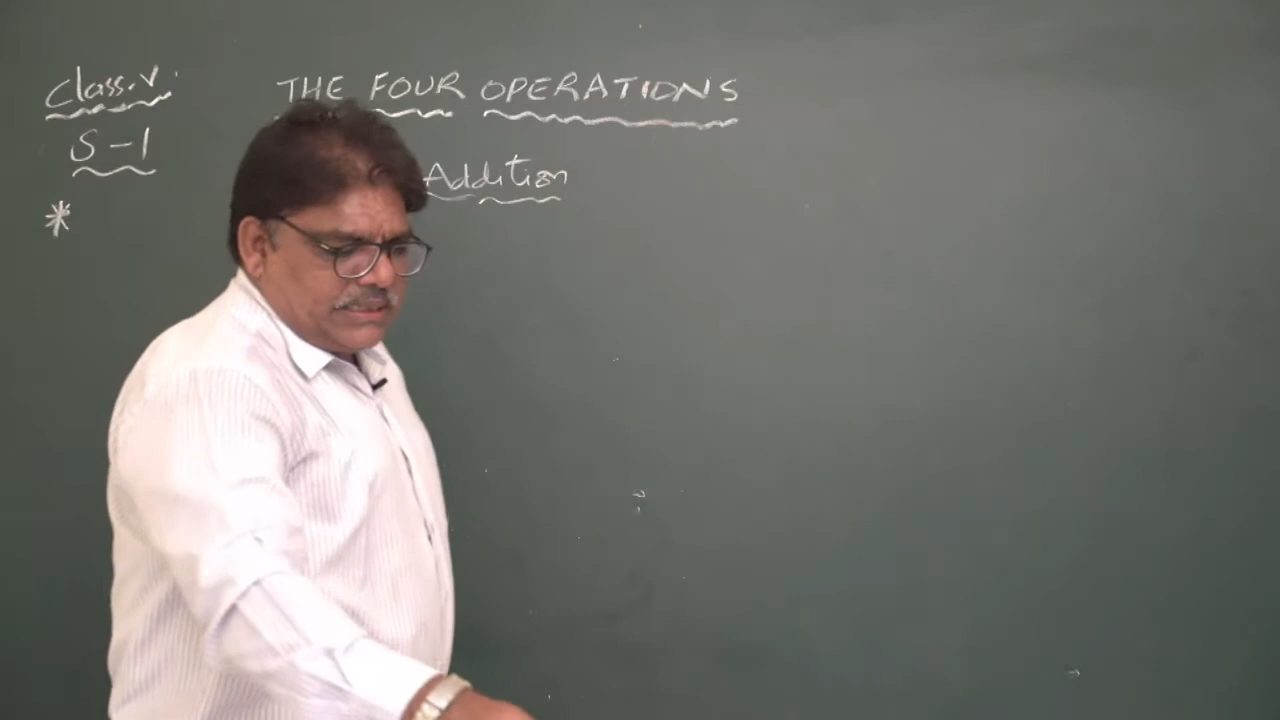 Class.V.
THE FOUR OPERATIONS
S-1
Addition
*